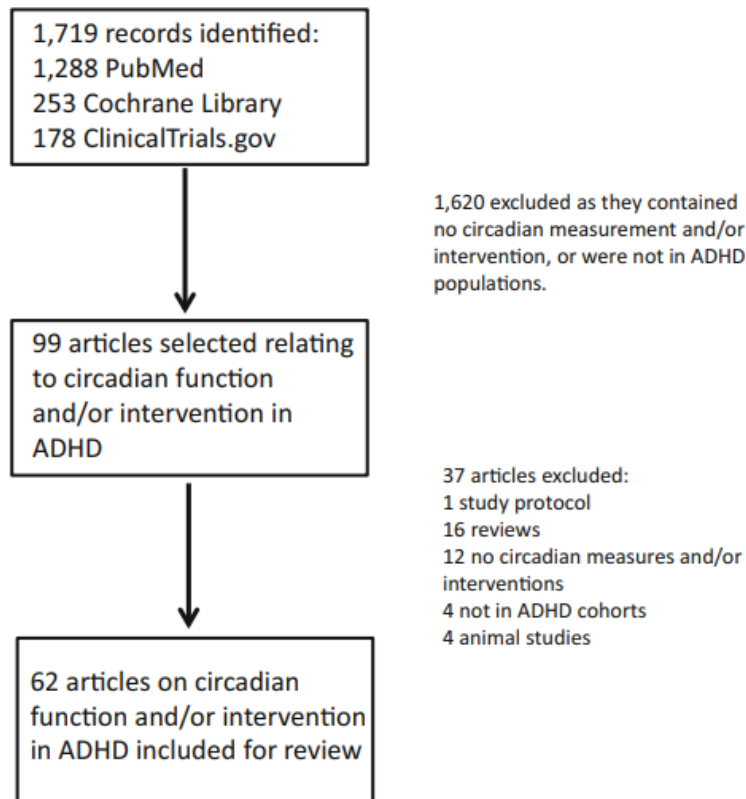 1,719 records identified:
1,288 PubMed
253 Cochrane Library
178 ClinicalTrials.gov
1,620 excluded as they contained
no circadian measurement and/or
intervention, or were not in ADHD
populations.
99 articles selected relating
to circadian function
and/or intervention in
ADHD
37 articles excluded:
1 study protocol
16 reviews
12 no circadian measures and/or
interventions
4 not in ADHD cohorts
4 animal studies
62 articles on circadian
function and/or intervention
in ADHD included for review